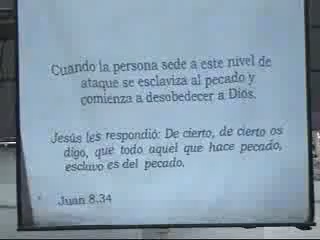 Cuando la persona sede a este nivel de
ataque se esclaviza al pecado y
comienza a desobedecer a Dios.
Jesús les respondió: De cierto, de cierto os
digo, que todo aquel que hace pecado,
esclavo es del pecado.
Juan 8.34